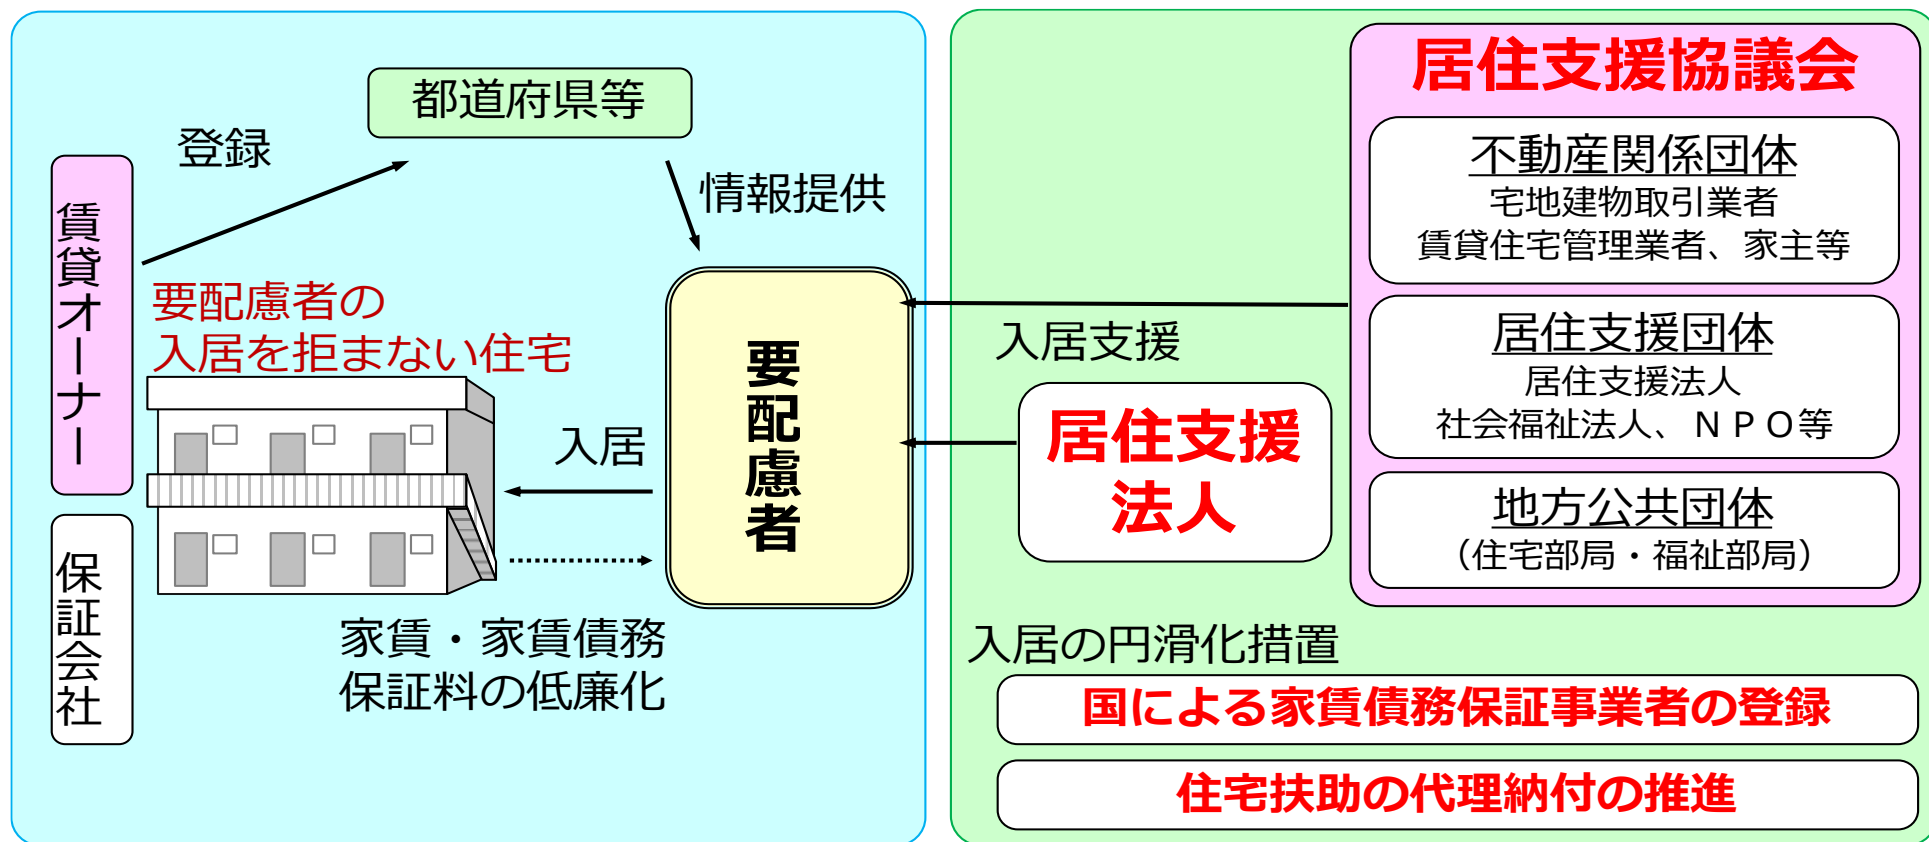 都道府県等
登録
情報提供
賃貸オーナー
要配慮者の
入居を拒まない住宅
要配慮者
入居
保証会社
家賃・家賃債務
保証料の低廉化
居住支援協議会
不動産関係団体
宅地建物取引業者
賃貸住宅管理業者、家主等
居住支援団体
居住支援法人
社会福祉法人、ＮＰＯ等
地方公共団体
（住宅部局・福祉部局）
入居支援
居住支援
法人
入居の円滑化措置
国による家賃債務保証事業者の登録
住宅扶助の代理納付の推進